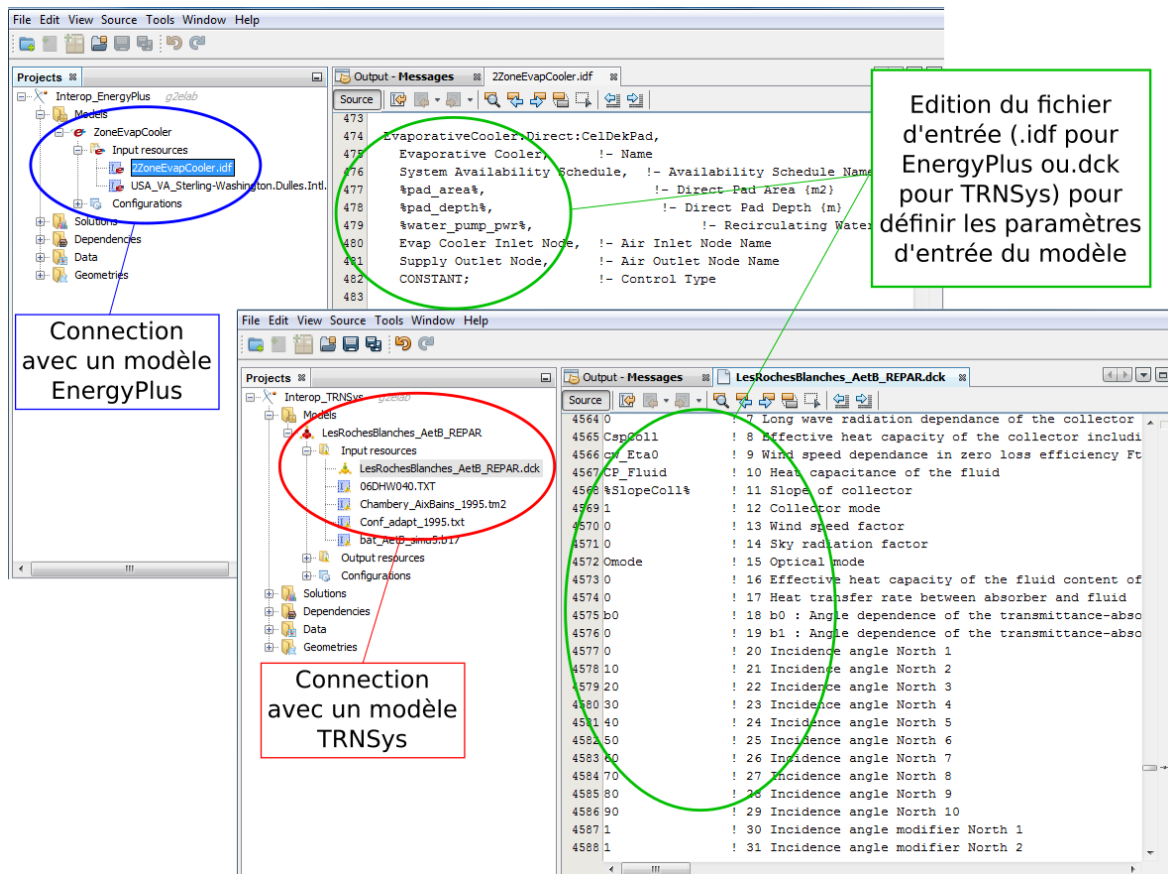 File Edit View Source Tools Window Help
Projects
Interop_EnergyPlus g2elab
Models
ZoneEvapCooler
Input resources
2ZoneEvapCooler.idf
USA_VA_Sterling-Washington.Dulles.Intl.
Configurations
Solutions
Dependencies
Data
Geometries
Connection
avec un modèle
EnergyPlus
Output - Messages 2ZoneEvapCooler.idf
Source
473
474 EvaporativeCooler:Direct:CelDekPad,
475 Evaporative Cooler, !- Name
476 System Availability Schedule, !- Availability Schedule Name
477 %pad_area%, !- Direct Pad Area {m2}
478 %pad_depth%, !- Direct Pad Depth {m}
479 %water_pump_pwr%, !- Recirculating Water
480 Evap Cooler Inlet Node, !- Air Inlet Node Name
481 Supply Outlet Node, !- Air Outlet Node Name
482 CONSTANT; !- Control Type
483
Edition du fichier
d'entrée (.idf pour
EnergyPlus ou.dck
pour TRNSys) pour
définir les paramètres
d'entrée du modèle
File Edit View Source Tools Window Help
Projects
Interop_TRNSys g2elab
Models
LesRochesBlanches_AetB_REPAR
Input resources
LesRochesBlanches_AetB_REPAR.dck
06DHW040.TXT
Chambery_AixBains_1995.tm2
Conf_adapt_1995.txt
bat_AetB_simu5.b17
Output resources
Configurations
Solutions
Dependencies
Data
Geometries
Connection
avec un modèle
TRNSys
Output - Messages LesRochesBlanches_AetB_REPAR.dck
Source
4564 0 ! 7 Long wave radiation dependance of the collector
4565 CspColl ! 8 Effective heat capacity of the collector includi
4566 cw_Eta0 ! 9 Wind speed dependance in zero loss efficiency Ft
4567 CP_Fluid ! 10 Heat capacitance of the fluid
4568 %SlopeColl% ! 11 Slope of collector
4569 1 ! 12 Collector mode
4570 0 ! 13 Wind speed factor
4571 0 ! 14 Sky radiation factor
4572 Omode ! 15 Optical mode
4573 0 ! 16 Effective heat capacity of the fluid content of
4574 0 ! 17 Heat transfer rate between absorber and fluid
4575 b0 ! 18 b0 : Angle dependence of the transmittance-abso
4576 0 ! 19 b1 : Angle dependence of the transmittance-abso
4577 0 ! 20 Incidence angle North 1
4578 10 ! 21 Incidence angle North 2
4579 20 ! 22 Incidence angle North 3
4580 30 ! 23 Incidence angle North 4
4581 40 ! 24 Incidence angle North 5
4582 50 ! 25 Incidence angle North 6
4583 60 ! 26 Incidence angle North 7
4584 70 ! 27 Incidence angle North 8
4585 80 ! 28 Incidence angle North 9
4586 90 ! 29 Incidence angle North 10
4587 1 ! 30 Incidence angle modifier North 1
4588 1 ! 31 Incidence angle modifier North 2